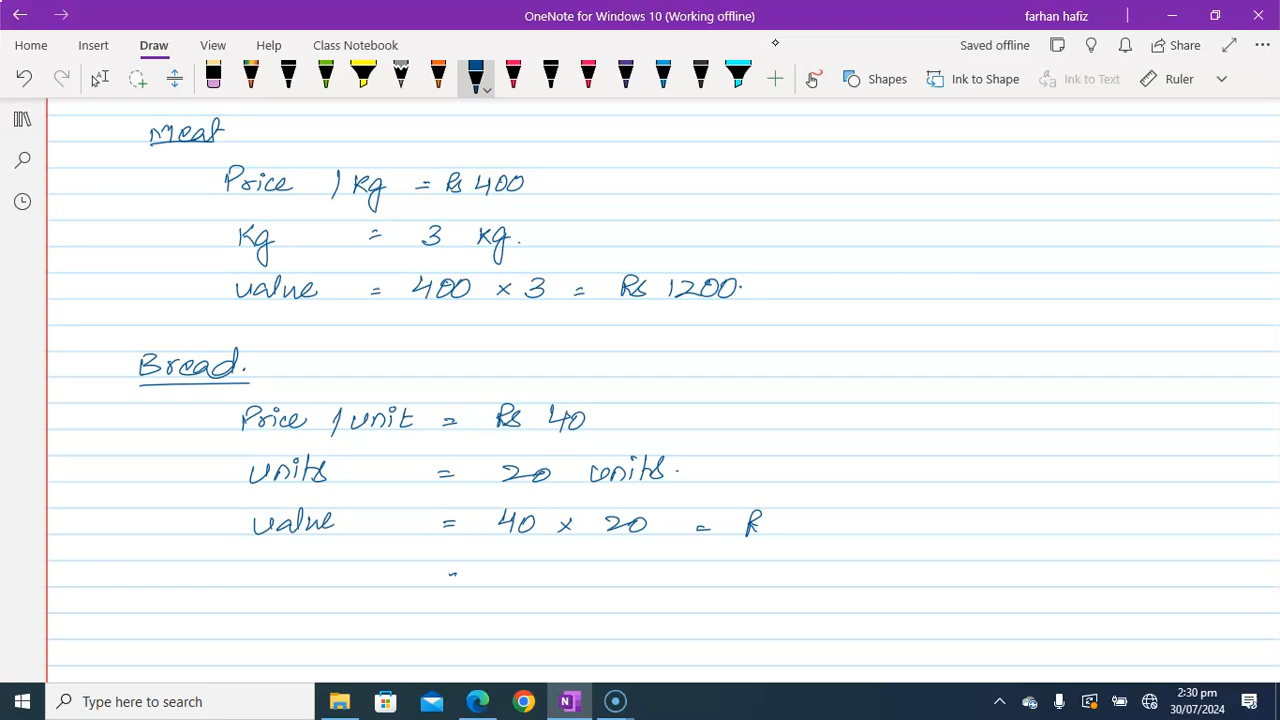 OneNote for Windows 10 (Working offline)
farhan hafiz
Home Insert Draw View Help Class Notebook
Saved offline
Share
Shapes
Ink to Shape
Ink to Text
Ruler
Meat
Price / Kg = Rs 400
Kg = 3 Kg.
value = 400 × 3 = Rs 1200.
Bread.
Price / unit = Rs 40
units = 20 units.
value = 40 × 20 = R
Type here to search
2:30 pm
30/07/2024